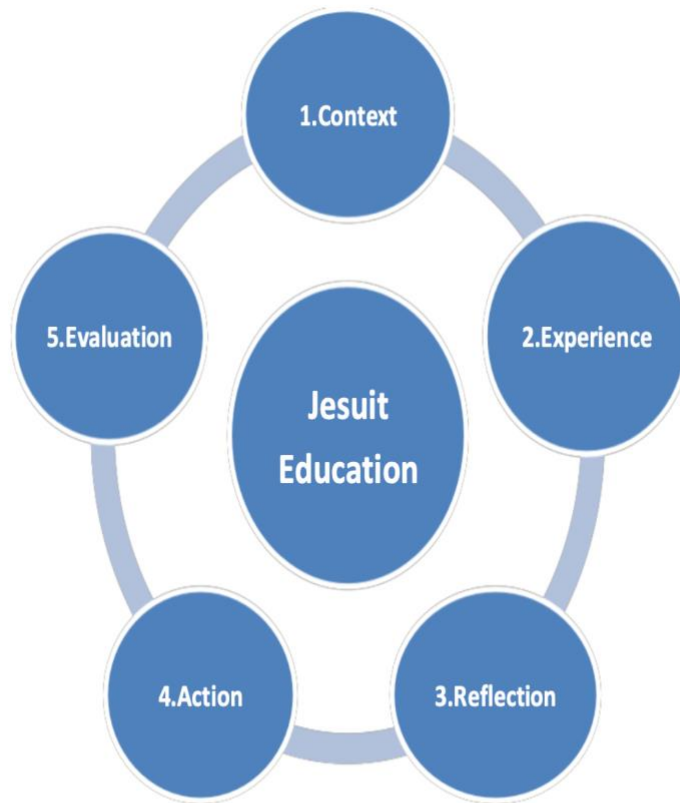 1.Context
2.Experience
3.Reflection
4.Action
5.Evaluation
Jesuit
Education